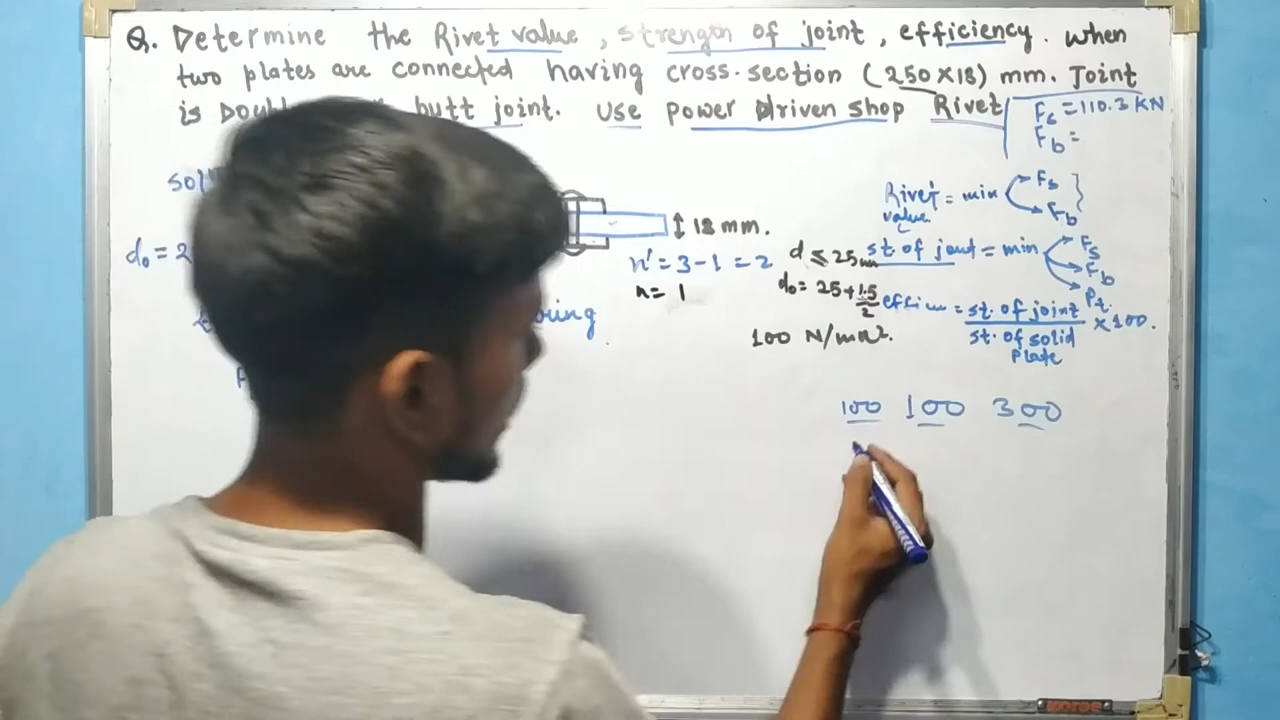 Q. Determine the Rivet value, strength of joint, efficiency. when
two plates are connected having cross-section (250×18) mm. Joint
is butt joint. Use power Driven shop Rivet
Fs = 110.3 KN
Fb =
Rivet value = min Fs
Fb
18 mm.
d₀ = 2
n' = 3-1 = 2
n = 1
d ≤ 25mm
d₀ = 25 + 1.5/2
st. of joint = min Fs
Fb
Pt.
= st. of joint / st. of solid Plate × 100.
100 N/mm².
100 100 300